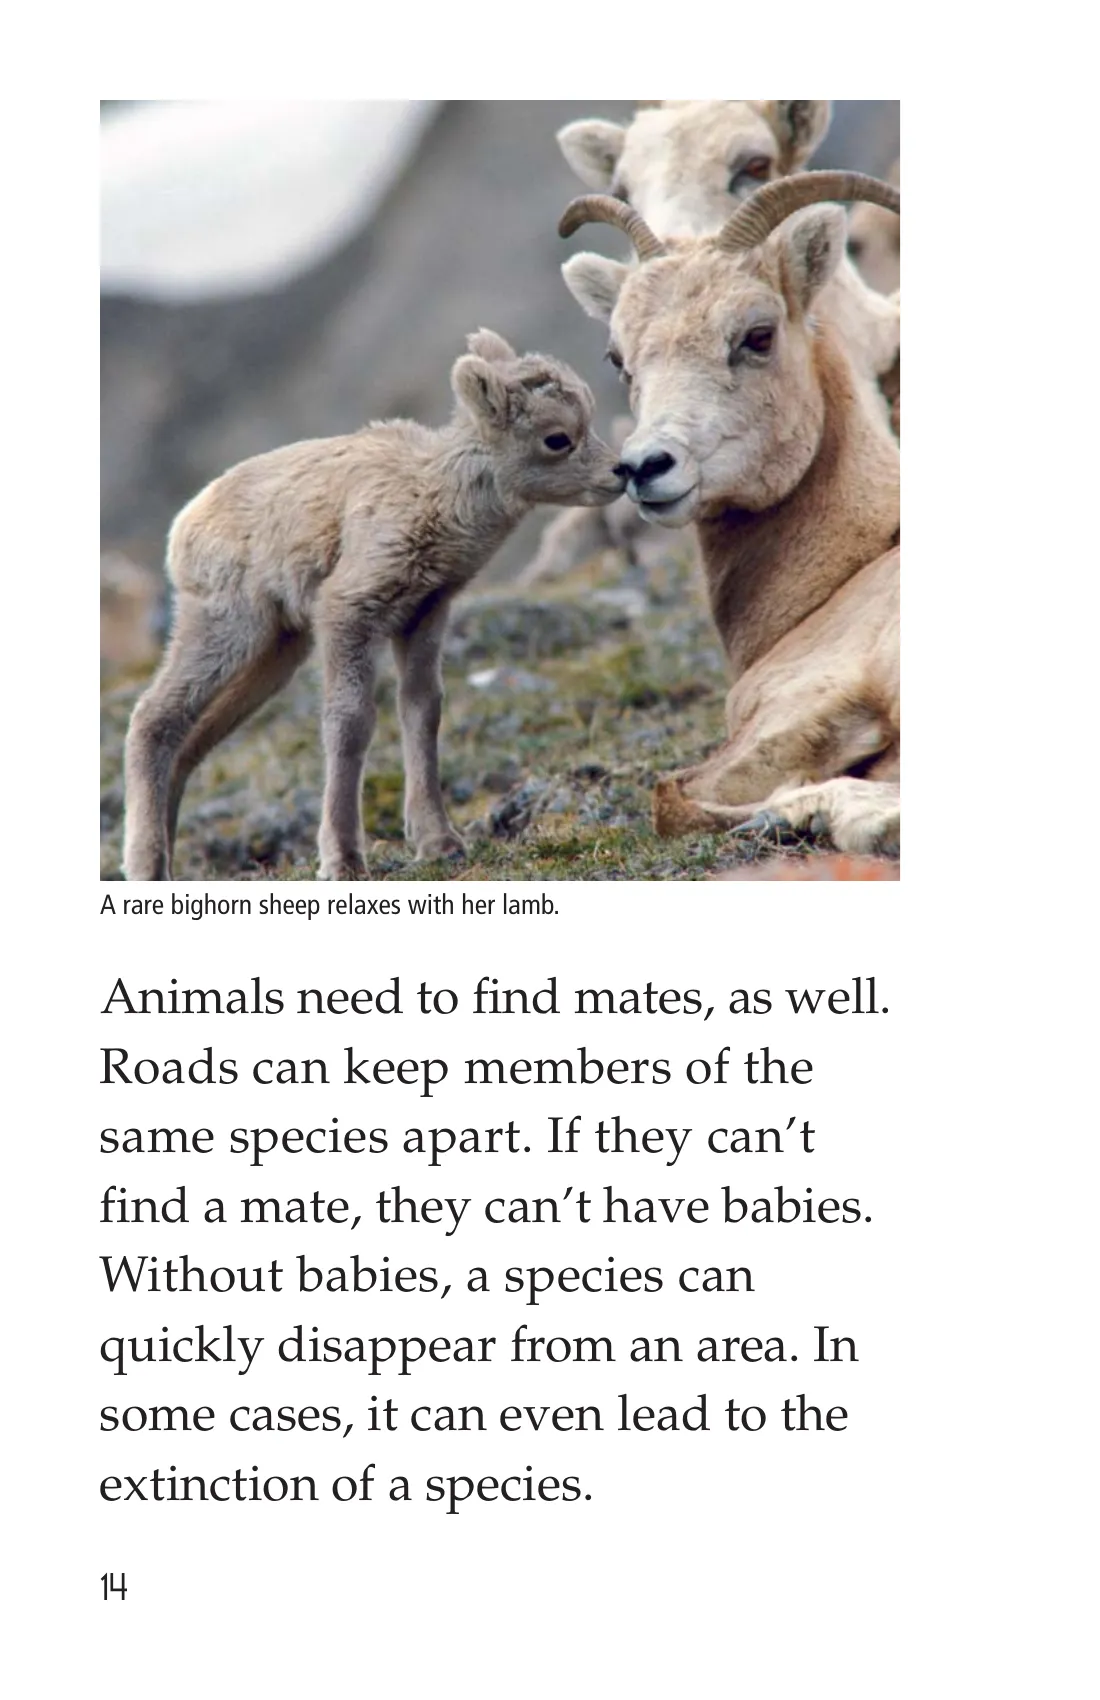 A rare bighorn sheep relaxes with her lamb.
Animals need to find mates, as well.
Roads can keep members of the
same species apart. If they can’t
find a mate, they can’t have babies.
Without babies, a species can
quickly disappear from an area. In
some cases, it can even lead to the
extinction of a species.
14